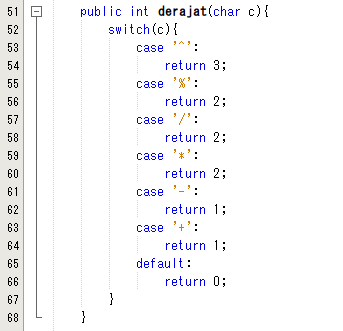 51 public int derajat(char c){
52 switch(c){
53 case '^':
54 return 3;
55 case '%':
56 return 2;
57 case '/':
58 return 2;
59 case '*':
60 return 2;
61 case '-':
62 return 1;
63 case '+':
64 return 1;
65 default:
66 return 0;
67 }
68 }